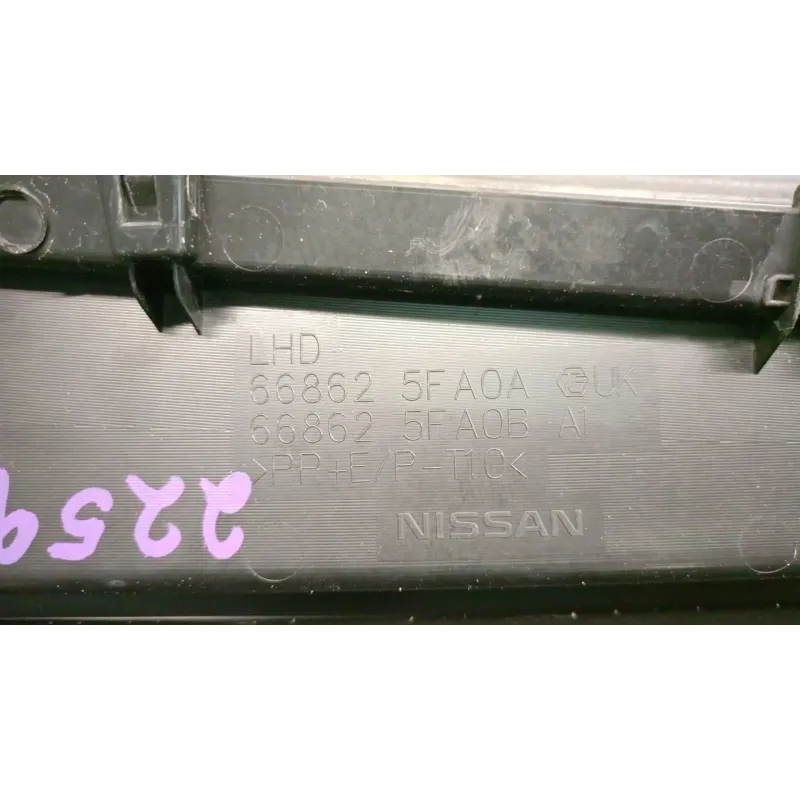 LHD
66862 5FA0A UK
66862 5FA0B A1
>PP+E/P-T10<
NISSAN
2259